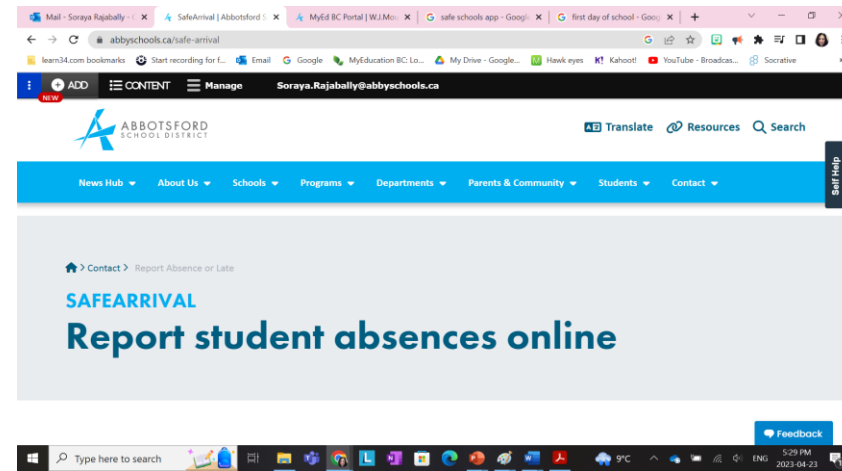 Mail - Soraya Rajabally -
SafeArrival | Abbotsford S
MyEd BC Portal | W.J.Mou
safe schools app - Googl
first day of school - Goog
abbyschools.ca/safe-arrival
learn34.com bookmarks
Start recording for f...
Email
Google
MyEducation BC: Lo...
My Drive - Google...
Hawk eyes
Kahoot!
YouTube - Broadcas...
Socrative
ADD
NEW
CONTENT
Manage
Soraya.Rajabally@abbyschools.ca
ABBOTSFORD
SCHOOL DISTRICT
Translate
Resources
Search
Self Help
News Hub
About Us
Schools
Programs
Departments
Parents & Community
Students
Contact
Contact > Report Absence or Late
SAFEARRIVAL
Report student absences online
Feedback
Type here to search
9°C
ENG
5:29 PM
2023-04-23